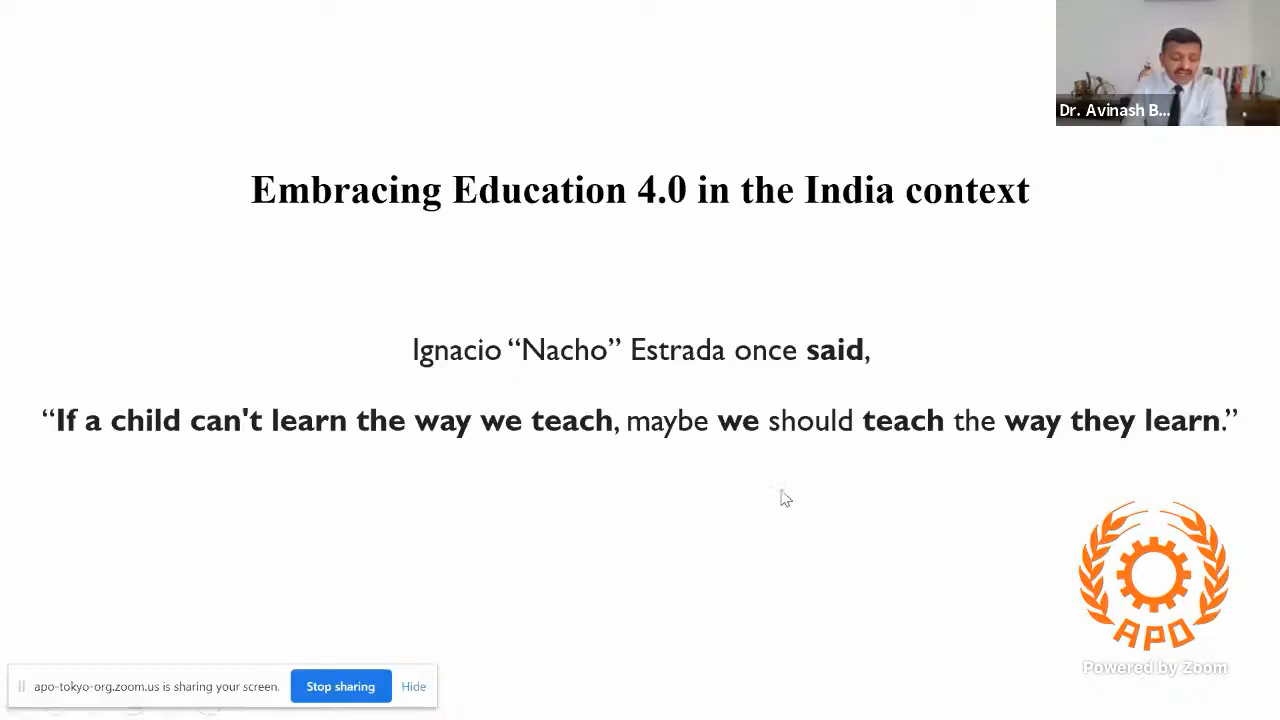 Dr. Avinash B...
Embracing Education 4.0 in the India context
Ignacio “Nacho” Estrada once said,
“If a child can't learn the way we teach, maybe we should teach the way they learn.”
APO
Powered by Zoom
apo-tokyo-org.zoom.us is sharing your screen.
Stop sharing
Hide